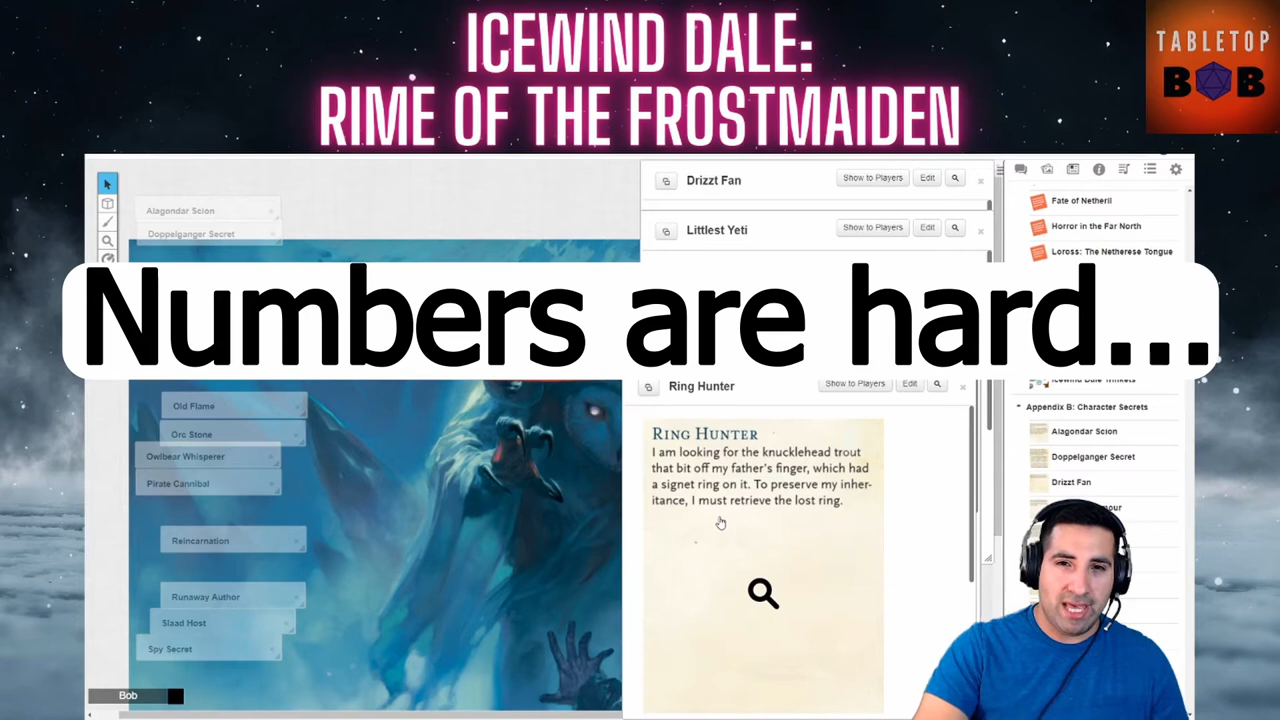 ICEWIND DALE:
RIME OF THE FROSTMAIDEN
TABLETOP
BOB
Alagondar Scion
Doppelganger Secret
Drizzt Fan
Show to Players
Edit
Littlest Yeti
Show to Players
Edit
Fate of Netheril
Horror in the Far North
Loross: The Netherese Tongue
Numbers are hard...
Old Flame
Orc Stone
Owlbear Whisperer
Pirate Cannibal
Reincarnation
Runaway Author
Slaad Host
Spy Secret
Bob
Ring Hunter
Show to Players
Edit
RING HUNTER
I am looking for the knucklehead trout
that bit off my father's finger, which had
a signet ring on it. To preserve my inher-
itance, I must retrieve the lost ring.
Icewind Dale Trinkets
Appendix B: Character Secrets
Alagondar Scion
Doppelganger Secret
Drizzt Fan